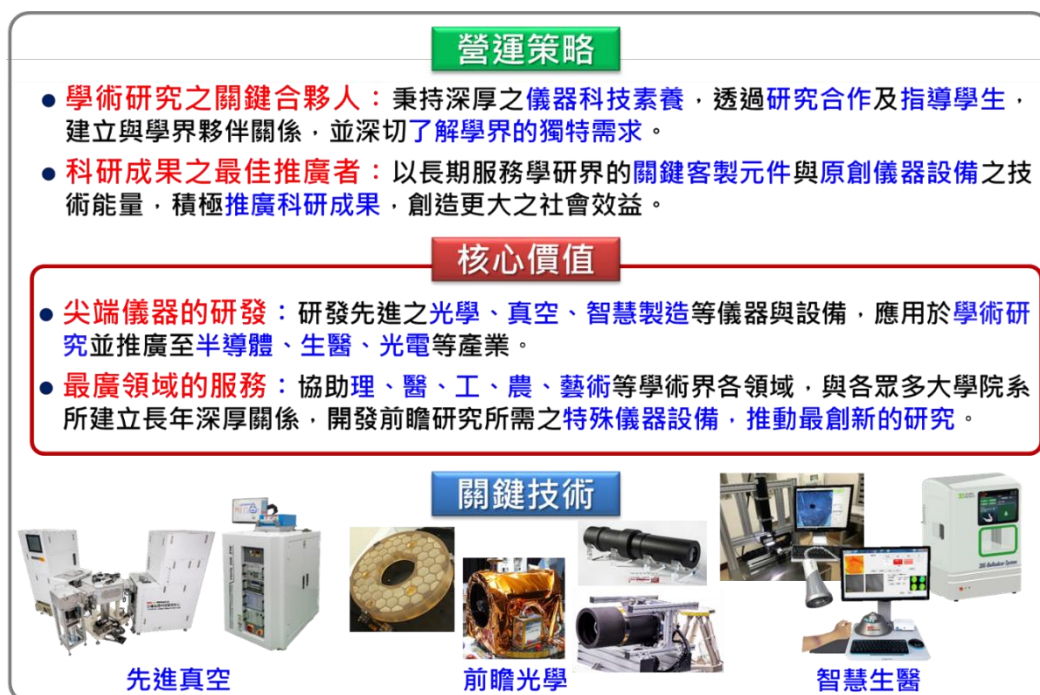 營運策略
● 學術研究之關鍵合夥人：秉持深厚之儀器科技素養，透過研究合作及指導學生，
建立與學界夥伴關係，並深切了解學界的獨特需求。
● 科研成果之最佳推廣者：以長期服務學研界的關鍵客製元件與原創儀器設備之技
術能量，積極推廣科研成果，創造更大之社會效益。
核心價值
● 尖端儀器的研發：研發先進之光學、真空、智慧製造等儀器與設備，應用於學術研
究並推廣至半導體、生醫、光電等產業。
● 最廣領域的服務：協助理、醫、工、農、藝術等學術界各領域，與各眾多大學院系
所建立長年深厚關係，開發前瞻研究所需之特殊儀器設備，推動最創新的研究。
關鍵技術
先進真空
前瞻光學
智慧生醫